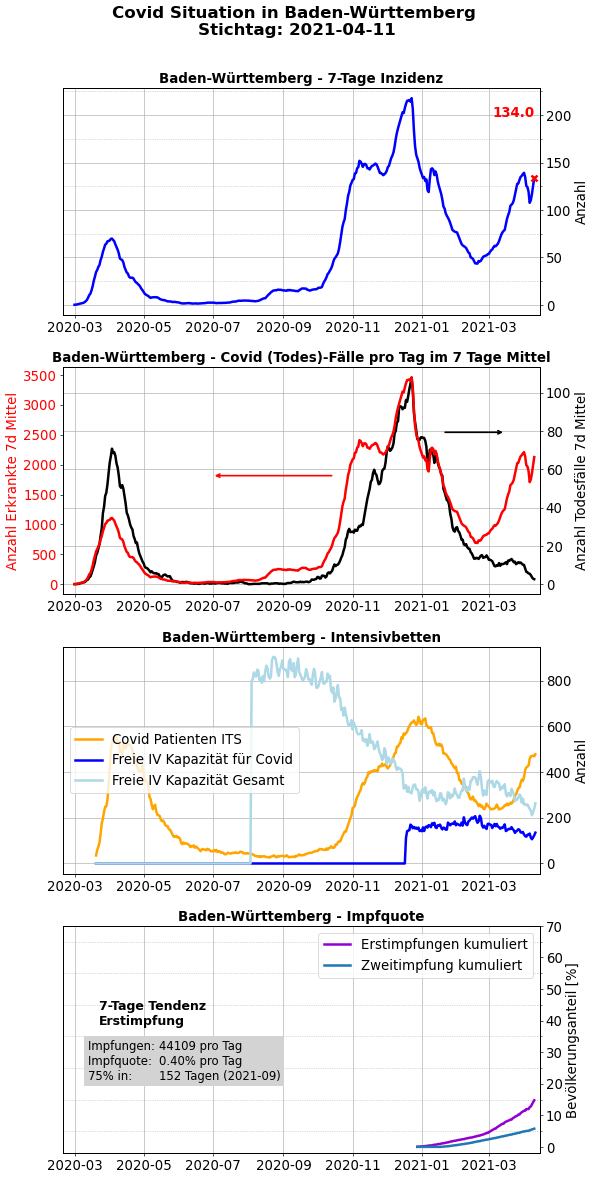 Covid Situation in Baden-Württemberg
Stichtag: 2021-04-11
Baden-Württemberg - 7-Tage Inzidenz
134.0
200
150
100
50
0
Anzahl
2020-03 2020-05 2020-07 2020-09 2020-11 2021-01 2021-03
Baden-Württemberg - Covid (Todes)-Fälle pro Tag im 7 Tage Mittel
Anzahl Erkrankte 7d Mittel
3500
3000
2500
2000
1500
1000
500
0
100
80
60
40
20
0
Anzahl Todesfälle 7d Mittel
2020-03 2020-05 2020-07 2020-09 2020-11 2021-01 2021-03
Baden-Württemberg - Intensivbetten
Covid Patienten ITS
Freie IV Kapazität für Covid
Freie IV Kapazität Gesamt
800
600
400
200
0
Anzahl
2020-03 2020-05 2020-07 2020-09 2020-11 2021-01 2021-03
Baden-Württemberg - Impfquote
Erstimpfungen kumuliert
Zweitimpfung kumuliert
7-Tage Tendenz
Erstimpfung
Impfungen: 44109 pro Tag
Impfquote: 0.40% pro Tag
75% in: 152 Tagen (2021-09)
70
60
50
40
30
20
10
0
Bevölkerungsanteil [%]
2020-03 2020-05 2020-07 2020-09 2020-11 2021-01 2021-03